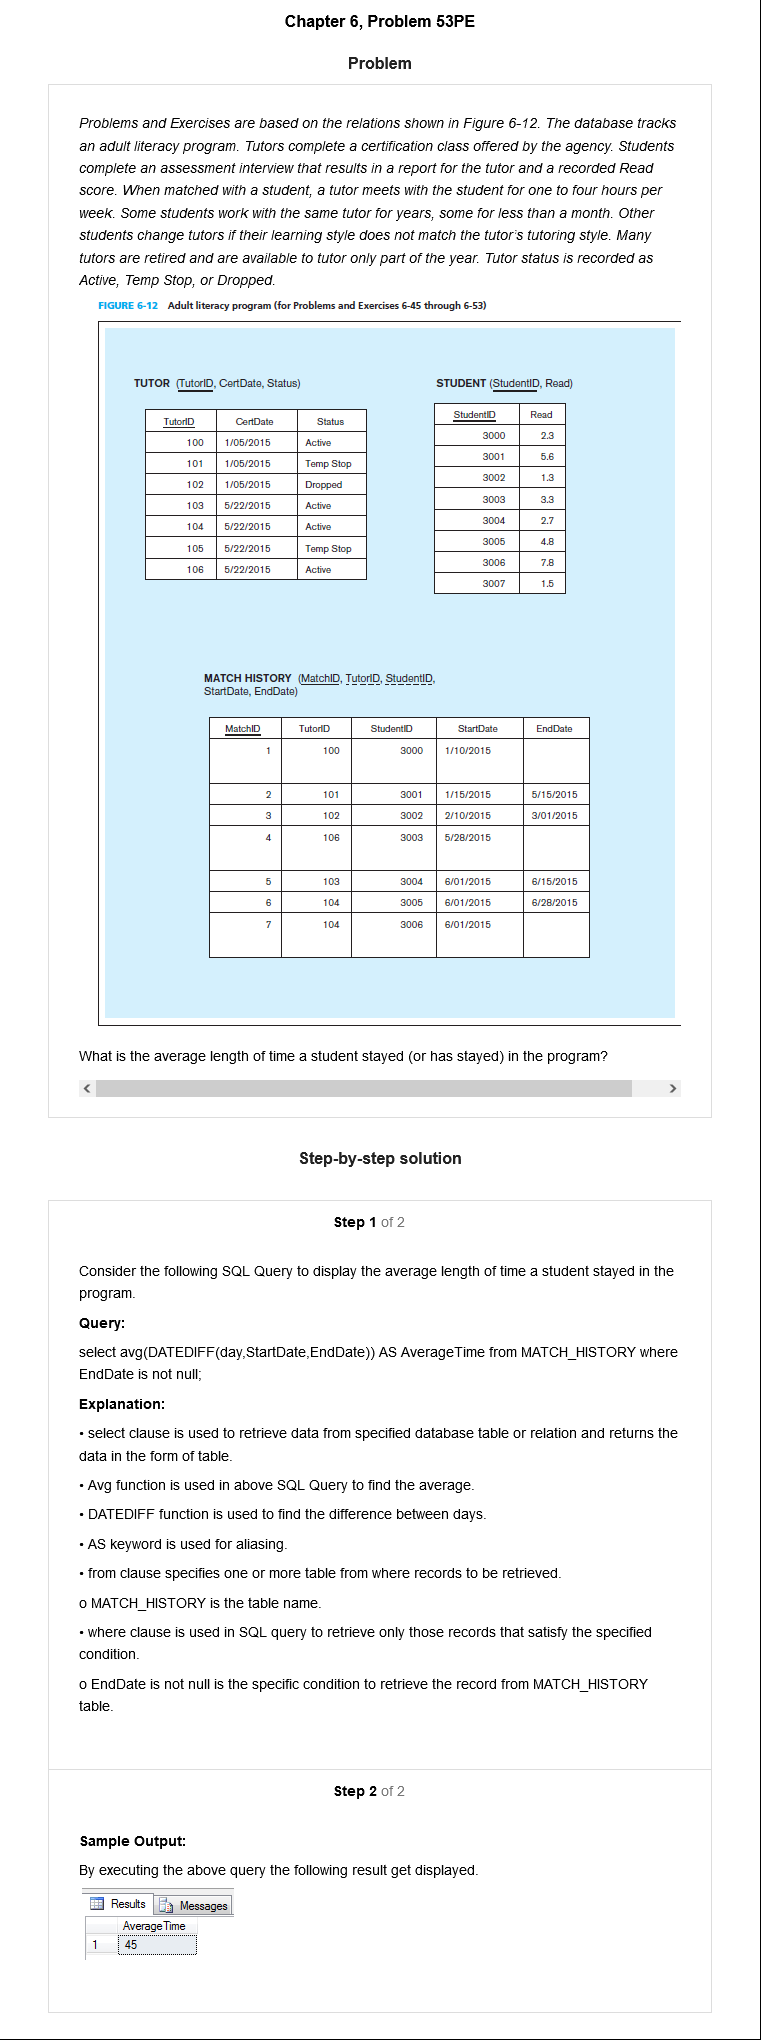 Chapter 6, Problem 53PE
Problem
Problems and Exercises are based on the relations shown in Figure 6-12. The database tracks
an adult literacy program. Tutors complete a certification class offered by the agency. Students
complete an assessment interview that results in a report for the tutor and a recorded Read
score. When matched with a student, a tutor meets with the student for one to four hours per
week. Some students work with the same tutor for years, some for less than a month. Other
students change tutors if their learning style does not match the tutor's tutoring style. Many
tutors are retired and are available to tutor only part of the year. Tutor status is recorded as
Active, Temp Stop, or Dropped.
FIGURE 6-12 Adult literacy program (for Problems and Exercises 6-45 through 6-53)
TUTOR (TutorID, CertDate, Status)
TutorID CertDate Status
100 1/05/2015 Active
101 1/05/2015 Temp Stop
102 1/05/2015 Dropped
103 5/22/2015 Active
104 5/22/2015 Active
105 5/22/2015 Temp Stop
106 5/22/2015 Active
STUDENT (StudentID, Read)
StudentID Read
3000 2.3
3001 5.6
3002 1.3
3003 3.3
3004 2.7
3005 4.8
3006 7.8
3007 1.5
MATCH HISTORY (MatchID, TutorID, StudentID,
StartDate, EndDate)
MatchID TutorID StudentID StartDate EndDate
1 100 3000 1/10/2015
2 101 3001 1/15/2015 5/15/2015
3 102 3002 2/10/2015 3/01/2015
4 106 3003 5/28/2015
5 103 3004 6/01/2015 6/15/2015
6 104 3005 6/01/2015 6/28/2015
7 104 3006 6/01/2015
What is the average length of time a student stayed (or has stayed) in the program?
Step-by-step solution
Step 1 of 2
Consider the following SQL Query to display the average length of time a student stayed in the
program.
Query:
select avg(DATEDIFF(day,StartDate,EndDate)) AS AverageTime from MATCH_HISTORY where
EndDate is not null;
Explanation:
• select clause is used to retrieve data from specified database table or relation and returns the
data in the form of table.
• Avg function is used in above SQL Query to find the average.
• DATEDIFF function is used to find the difference between days.
• AS keyword is used for aliasing.
• from clause specifies one or more table from where records to be retrieved.
o MATCH_HISTORY is the table name.
• where clause is used in SQL query to retrieve only those records that satisfy the specified
condition.
o EndDate is not null is the specific condition to retrieve the record from MATCH_HISTORY
table.
Step 2 of 2
Sample Output:
By executing the above query the following result get displayed.
Results Messages
AverageTime
1 45